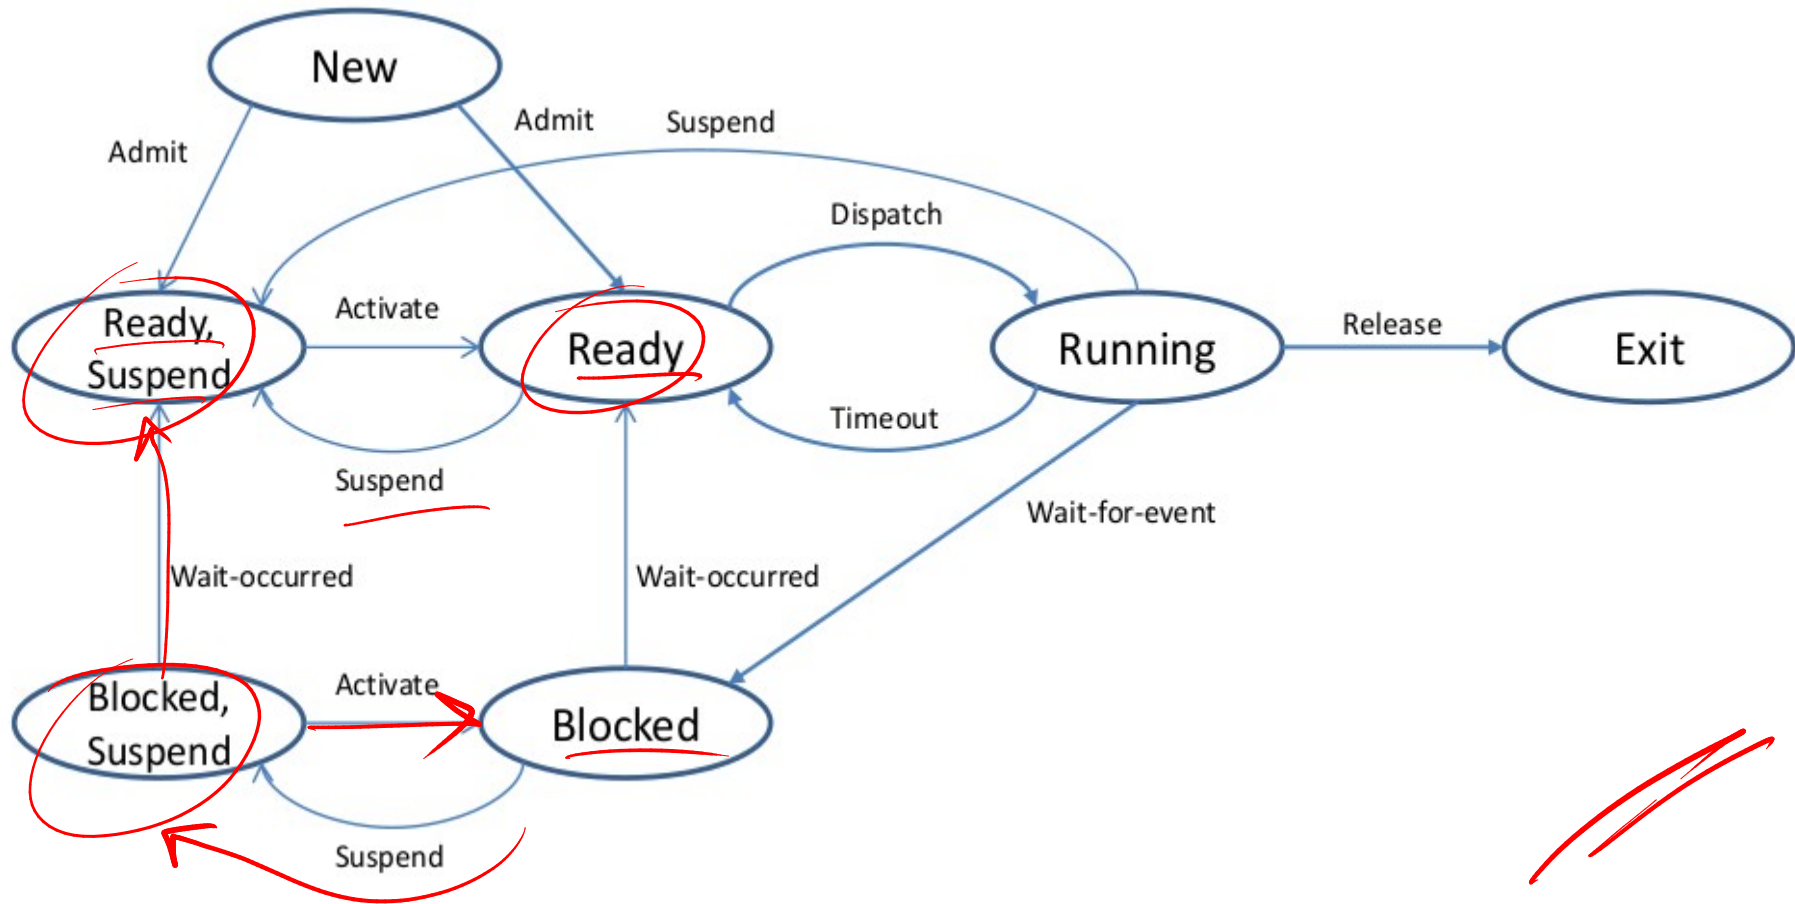 New
Admit
Suspend
Admit
Dispatch
Ready,
Suspend
Activate
Ready
Running
Release
Exit
Timeout
Suspend
Wait-for-event
Wait-occurred
Wait-occurred
Blocked,
Suspend
Activate
Blocked
Suspend